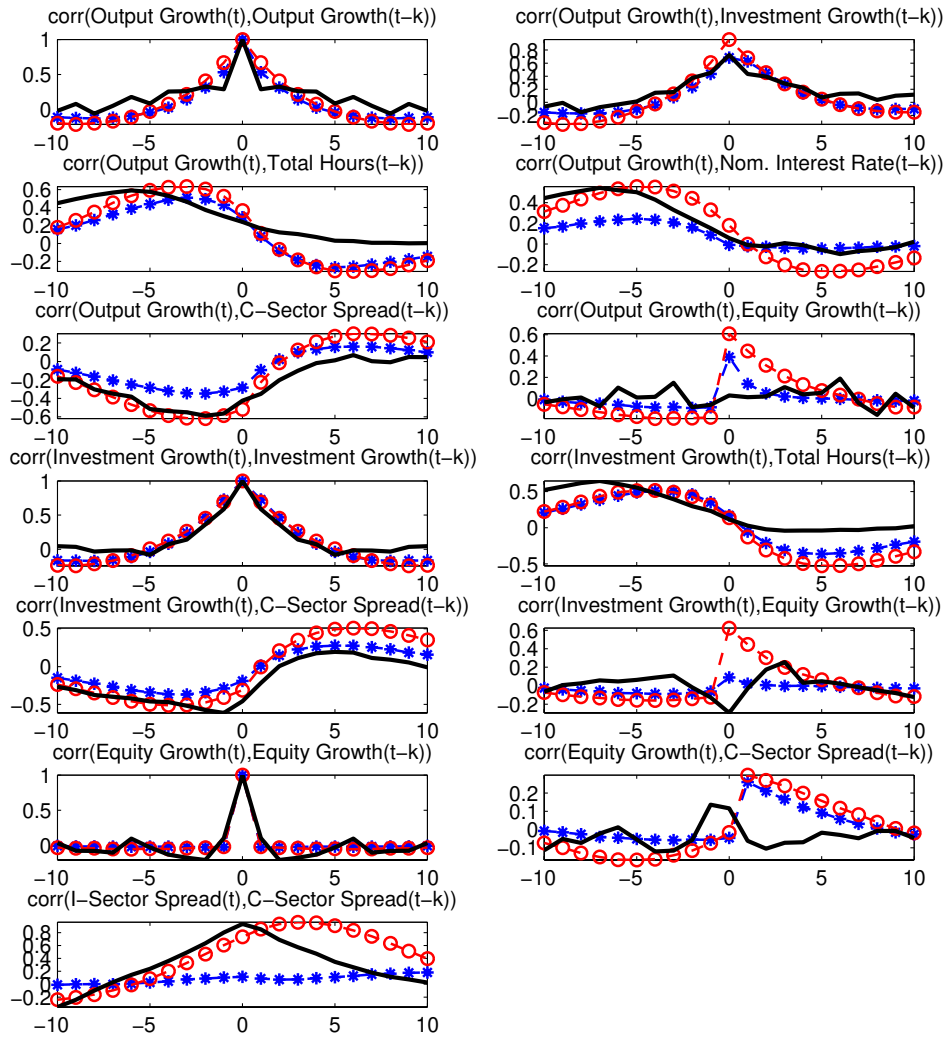 corr(Output Growth(t),Output Growth(t−k))
1
0.5
0
−10 −5 0 5 10
corr(Output Growth(t),Investment Growth(t−k))
0.8
0.6
0.4
0.2
0
−0.2
−10 −5 0 5 10
corr(Output Growth(t),Total Hours(t−k))
0.6
0.4
0.2
0
−0.2
−10 −5 0 5 10
corr(Output Growth(t),Nom. Interest Rate(t−k))
0.4
0.2
0
−0.2
−10 −5 0 5 10
corr(Output Growth(t),C−Sector Spread(t−k))
0.2
0
−0.2
−0.4
−0.6
−10 −5 0 5 10
corr(Output Growth(t),Equity Growth(t−k))
0.6
0.4
0.2
0
−10 −5 0 5 10
corr(Investment Growth(t),Investment Growth(t−k))
1
0.5
0
−10 −5 0 5 10
corr(Investment Growth(t),Total Hours(t−k))
0.5
0
−0.5
−10 −5 0 5 10
corr(Investment Growth(t),C−Sector Spread(t−k))
0.5
0
−0.5
−10 −5 0 5 10
corr(Investment Growth(t),Equity Growth(t−k))
0.6
0.4
0.2
0
−0.2
−10 −5 0 5 10
corr(Equity Growth(t),Equity Growth(t−k))
1
0.5
0
−10 −5 0 5 10
corr(Equity Growth(t),C−Sector Spread(t−k))
0.2
0.1
0
−0.1
−10 −5 0 5 10
corr(I−Sector Spread(t),C−Sector Spread(t−k))
0.8
0.6
0.4
0.2
0
−0.2
−10 −5 0 5 10